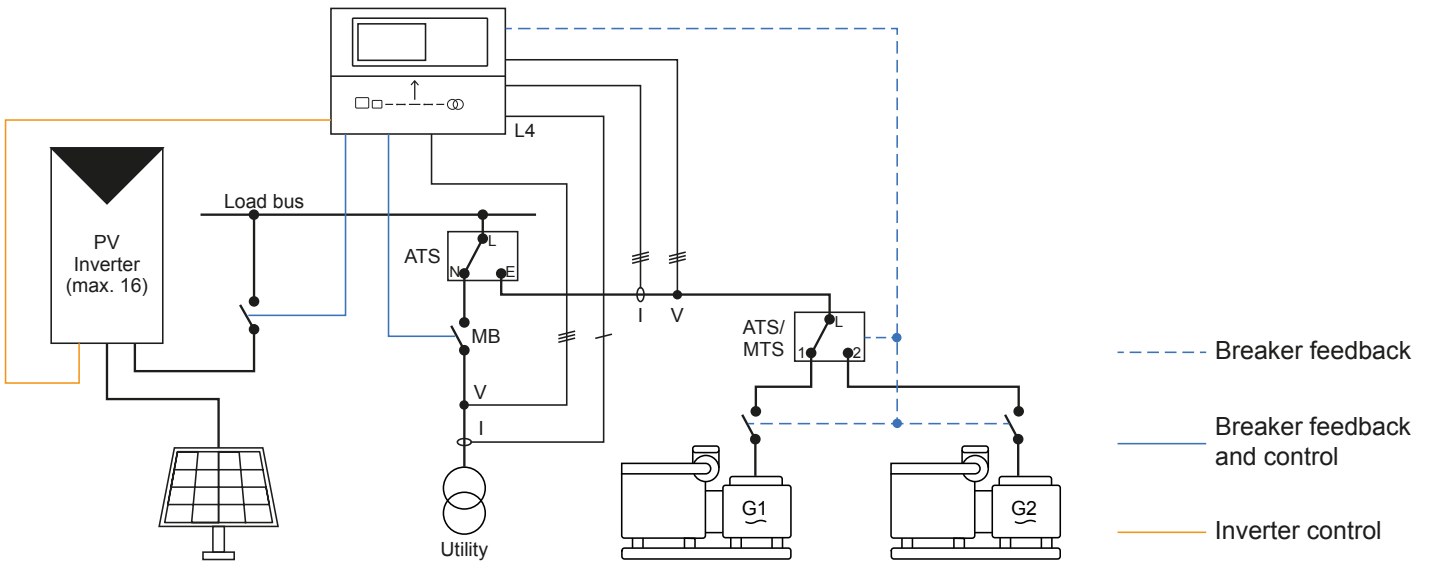 L4
Load bus
PV
Inverter
(max. 16)
ATS
L
N
E
I
V
MB
ATS/
MTS
L
1
2
V
I
G1
G2
Utility
Breaker feedback
Breaker feedback
and control
Inverter control